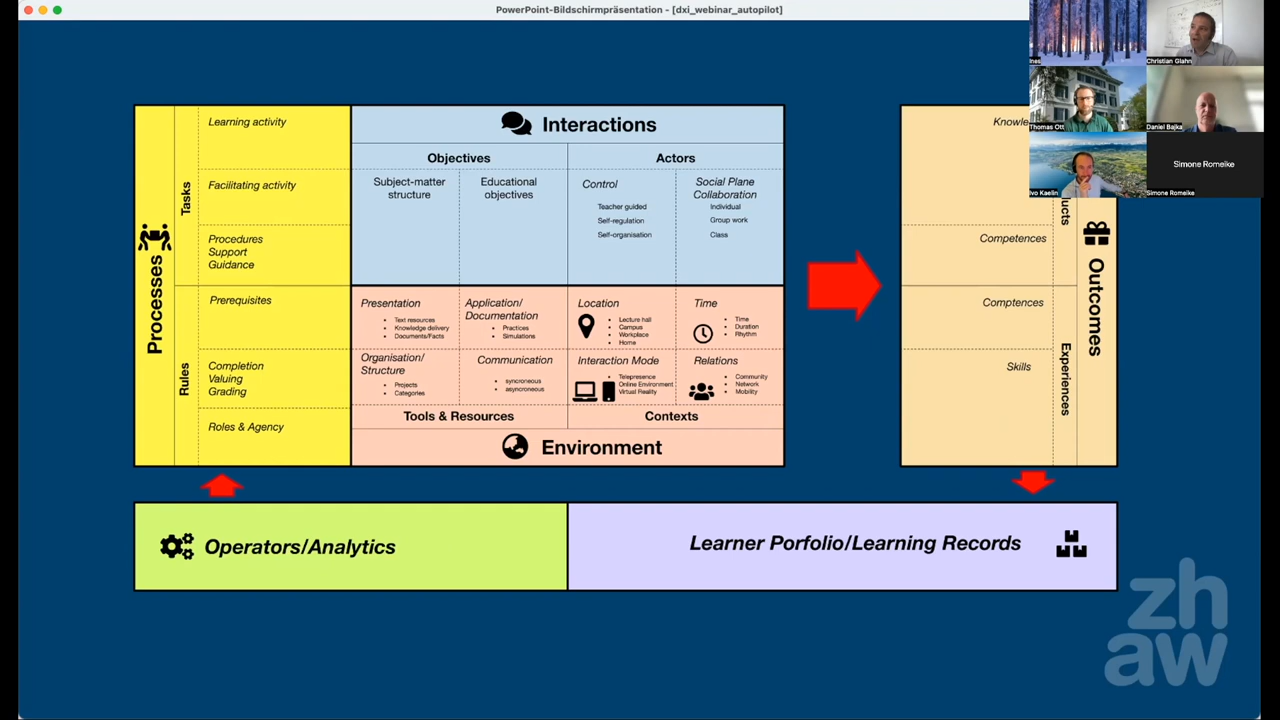 PowerPoint-Bildschirmpräsentation - [dxi_webinar_autopilot]
Ines
Christian Glahn
Thomas Ott
Daniel Bajka
Ivo Kaelin
Simone Romeike
Simone Romeike
Processes
Tasks
Learning activity
Facilitating activity
Procedures
Support
Guidance
Rules
Prerequisites
Completion
Valuing
Grading
Roles & Agency
Interactions
Objectives
Actors
Subject-matter
structure
Educational
objectives
Control
Teacher guided
Self-regulation
Self-organisation
Social Plane
Collaboration
Individual
Group work
Class
Presentation
Text resources
Knowledge delivery
Documents/Facts
Application/
Documentation
Practices
Simulations
Location
Lecture hall
Campus
Workplace
Home
Time
Time
Duration
Rhythm
Organisation/
Structure
Projects
Categories
Communication
syncroneous
asyncroneous
Interaction Mode
Telepresence
Online Environment
Virtual Reality
Relations
Community
Network
Mobility
Tools & Resources
Contexts
Environment
Competences
Comptences
Skills
Experiences
Outcomes
Operators/Analytics
Learner Porfolio/Learning Records
zh
aw